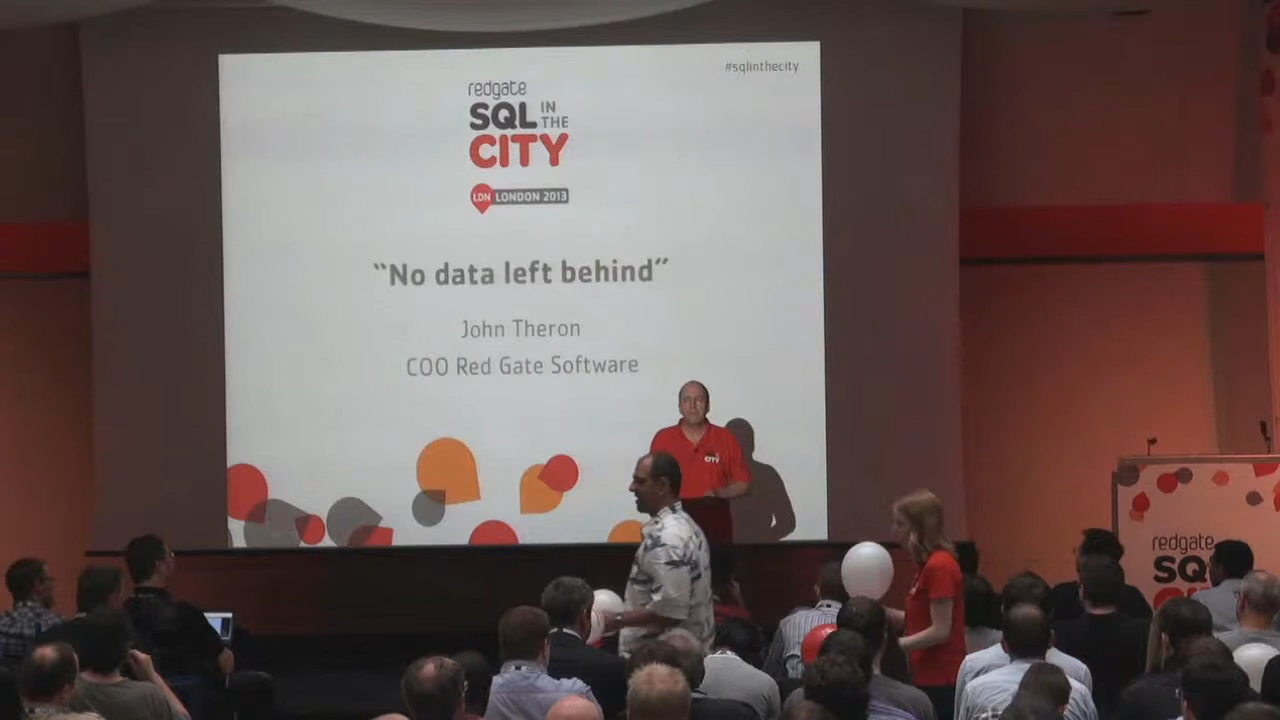 #sqlinthecity
redgate
SQL IN THE
CITY
LDN LONDON 2013
“No data left behind”
John Theron
COO Red Gate Software
CITY
redgate